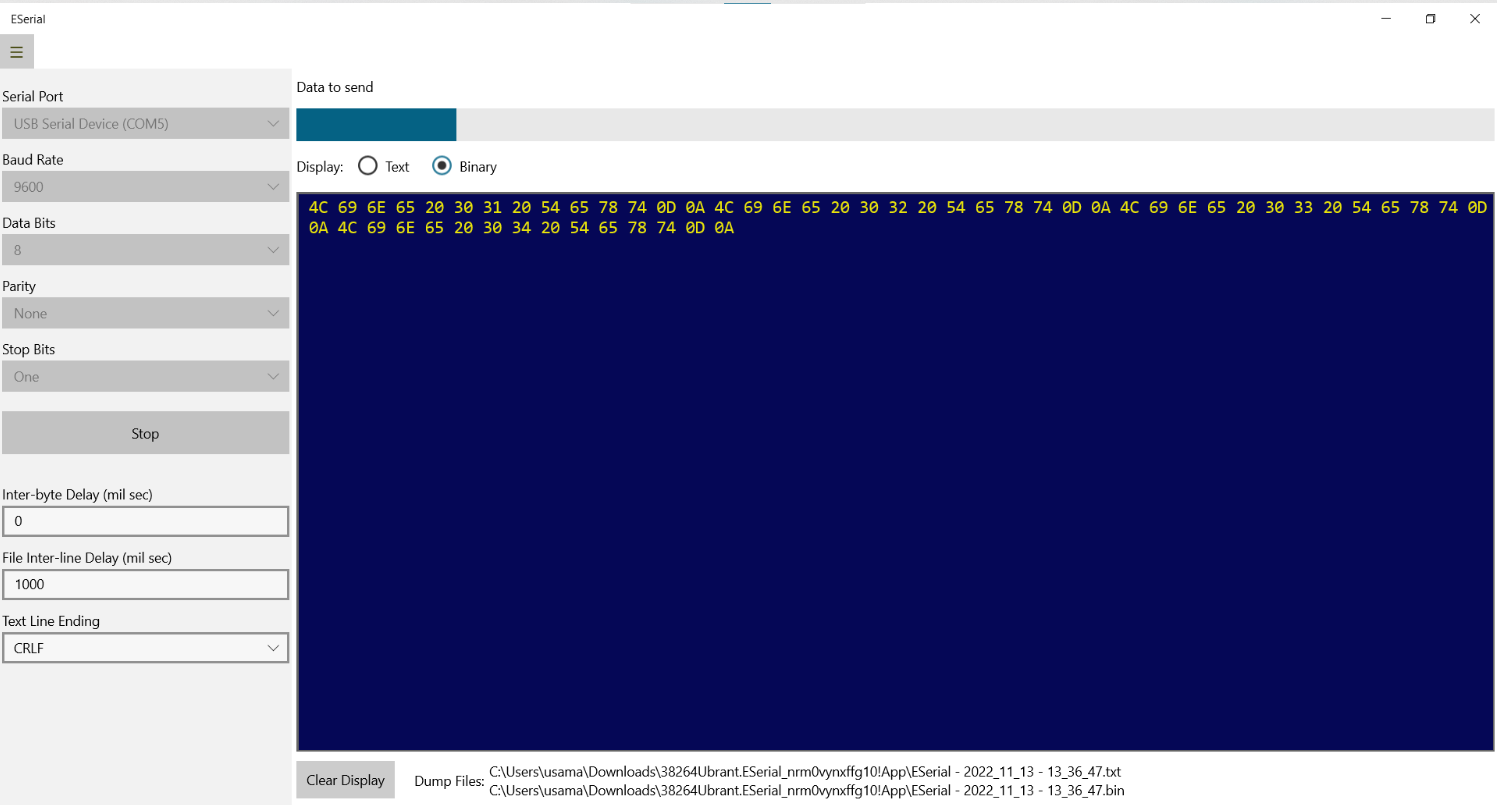 ESerial
Serial Port
USB Serial Device (COM5)
Baud Rate
9600
Data Bits
8
Parity
None
Stop Bits
One
Stop
Inter-byte Delay (mil sec)
0
File Inter-line Delay (mil sec)
1000
Text Line Ending
CRLF
Data to send
Display: Text Binary
4C 69 6E 65 20 30 31 20 54 65 78 74 0D 0A 4C 69 6E 65 20 30 32 20 54 65 78 74 0D 0A 4C 69 6E 65 20 30 33 20 54 65 78 74 0D
0A 4C 69 6E 65 20 30 34 20 54 65 78 74 0D 0A
Clear Display
Dump Files:
C:\Users\usama\Downloads\38264Ubrant.ESerial_nrm0vynxffg10!App\ESerial - 2022_11_13 - 13_36_47.txt
C:\Users\usama\Downloads\38264Ubrant.ESerial_nrm0vynxffg10!App\ESerial - 2022_11_13 - 13_36_47.bin